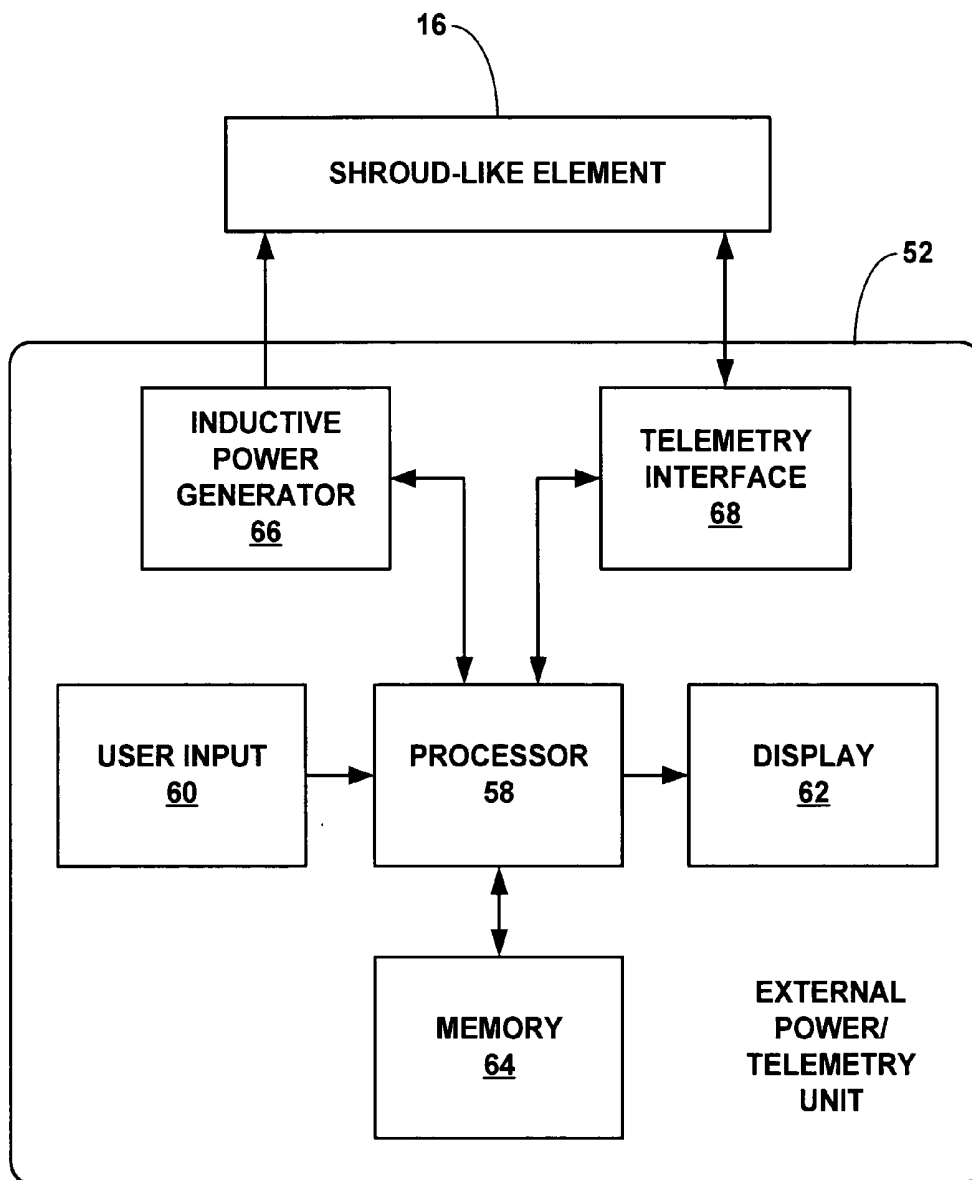 16
SHROUD-LIKE ELEMENT
52
INDUCTIVE
POWER
GENERATOR
66
TELEMETRY
INTERFACE
68
USER INPUT
60
PROCESSOR
58
DISPLAY
62
MEMORY
64
EXTERNAL
POWER/
TELEMETRY
UNIT